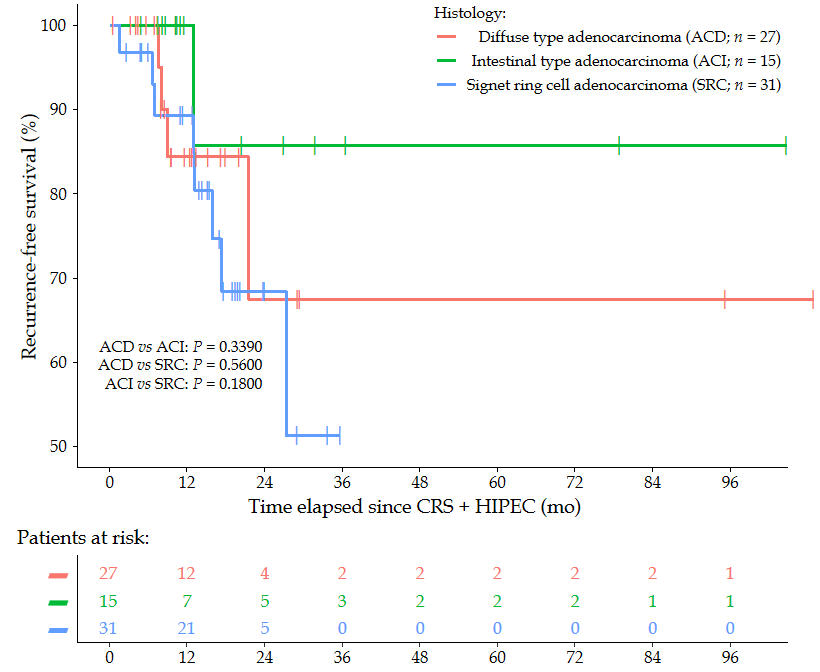 Histology:
Diffuse type adenocarcinoma (ACD; n = 27)
Intestinal type adenocarcinoma (ACI; n = 15)
Signet ring cell adenocarcinoma (SRC; n = 31)
Recurrence-free survival (%)
100
90
80
70
60
50
ACD vs ACI: P = 0.3390
ACD vs SRC: P = 0.5600
ACI vs SRC: P = 0.1800
0 12 24 36 48 60 72 84 96
Time elapsed since CRS + HIPEC (mo)
Patients at risk:
27 12 4 2 2 2 2 2 1
15 7 5 3 2 2 2 1 1
31 21 5 0 0 0 0 0 0
0 12 24 36 48 60 72 84 96